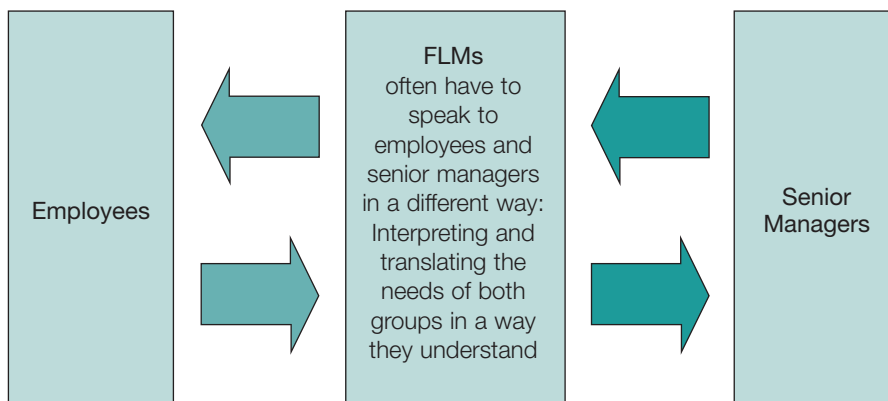 Employees
FLMs
often have to
speak to
employees and
senior managers
in a different way:
Interpreting and
translating the
needs of both
groups in a way
they understand
Senior
Managers